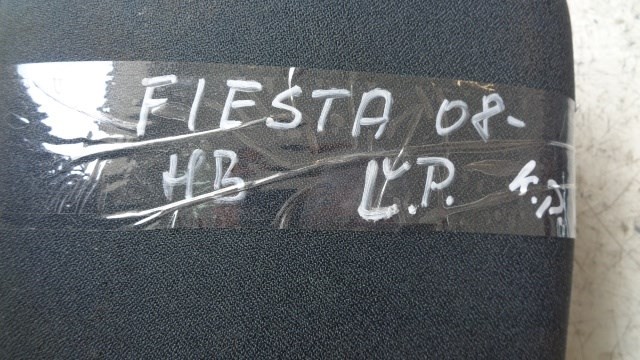 FIESTA 08-
HB L.P.